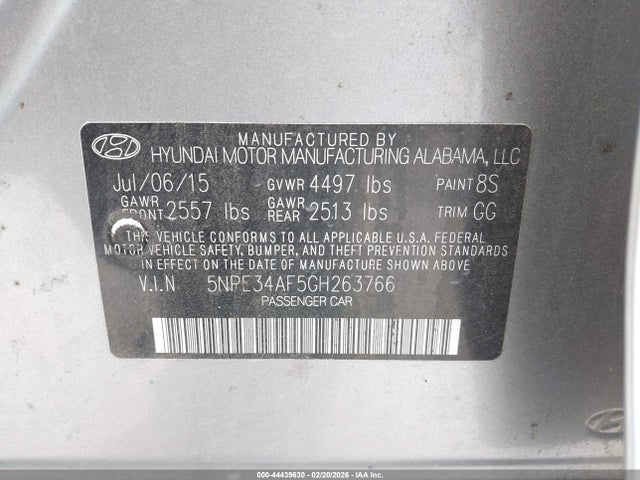 MANUFACTURED BY
HYUNDAI MOTOR MANUFACTURING ALABAMA, LLC
Jul/06/15 GVWR 4497 lbs PAINT 8S
GAWR FRONT 2557 lbs GAWR REAR 2513 lbs TRIM GG
THIS VEHICLE CONFORMS TO ALL APPLICABLE U.S.A. FEDERAL
MOTOR VEHICLE SAFETY, BUMPER, AND THEFT PREVENTION STANDARDS
IN EFFECT ON THE DATE OF MANUFACTURE SHOWN ABOVE
V.I.N 5NPE34AF5GH263766
PASSENGER CAR
000-44439630 - 02/20/2026 - IAA Holdings, LLC.